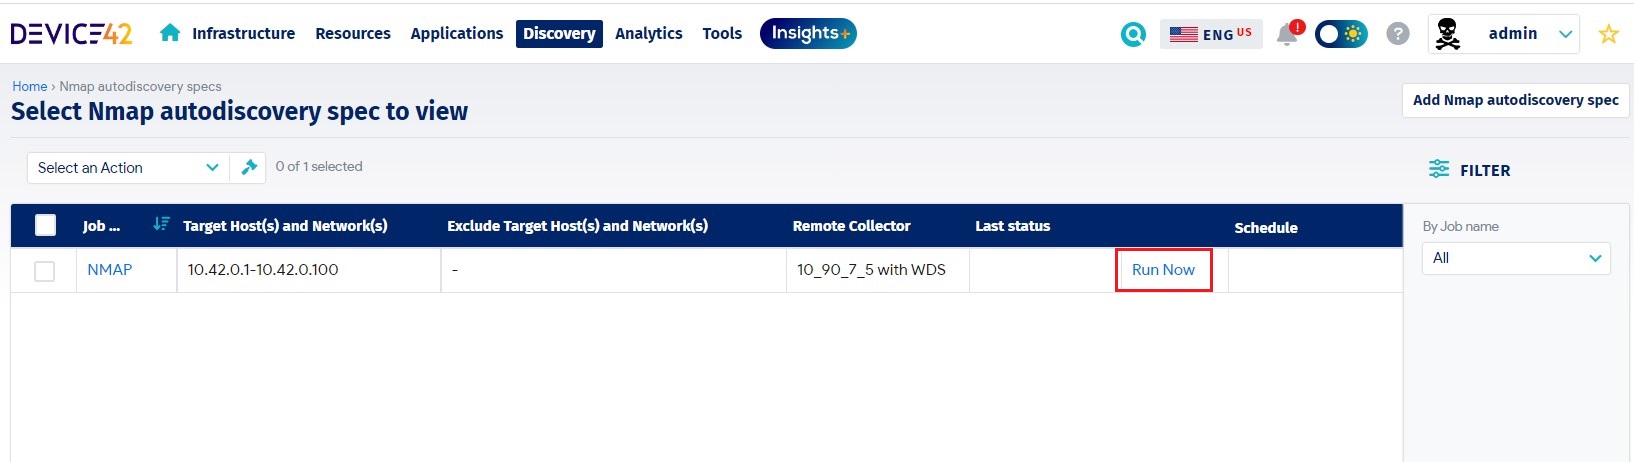 DEVICE42 Infrastructure Resources Applications Discovery Analytics Tools Insights+ ENG US ! ? admin
Home › Nmap autodiscovery specs
Select Nmap autodiscovery spec to view
Add Nmap autodiscovery spec
Select an Action 0 of 1 selected
FILTER
Job ... Target Host(s) and Network(s) Exclude Target Host(s) and Network(s) Remote Collector Last status Schedule
By Job name
NMAP 10.42.0.1-10.42.0.100 - 10_90_7_5 with WDS Run Now
All